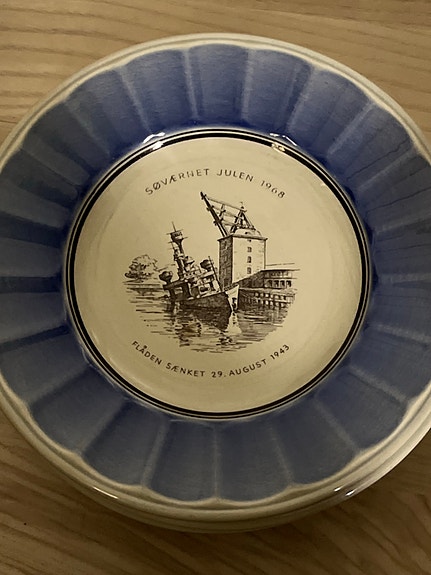 SØVÆRNET JULEN 1968
FLÅDEN SÆNKET 29. AUGUST 1943